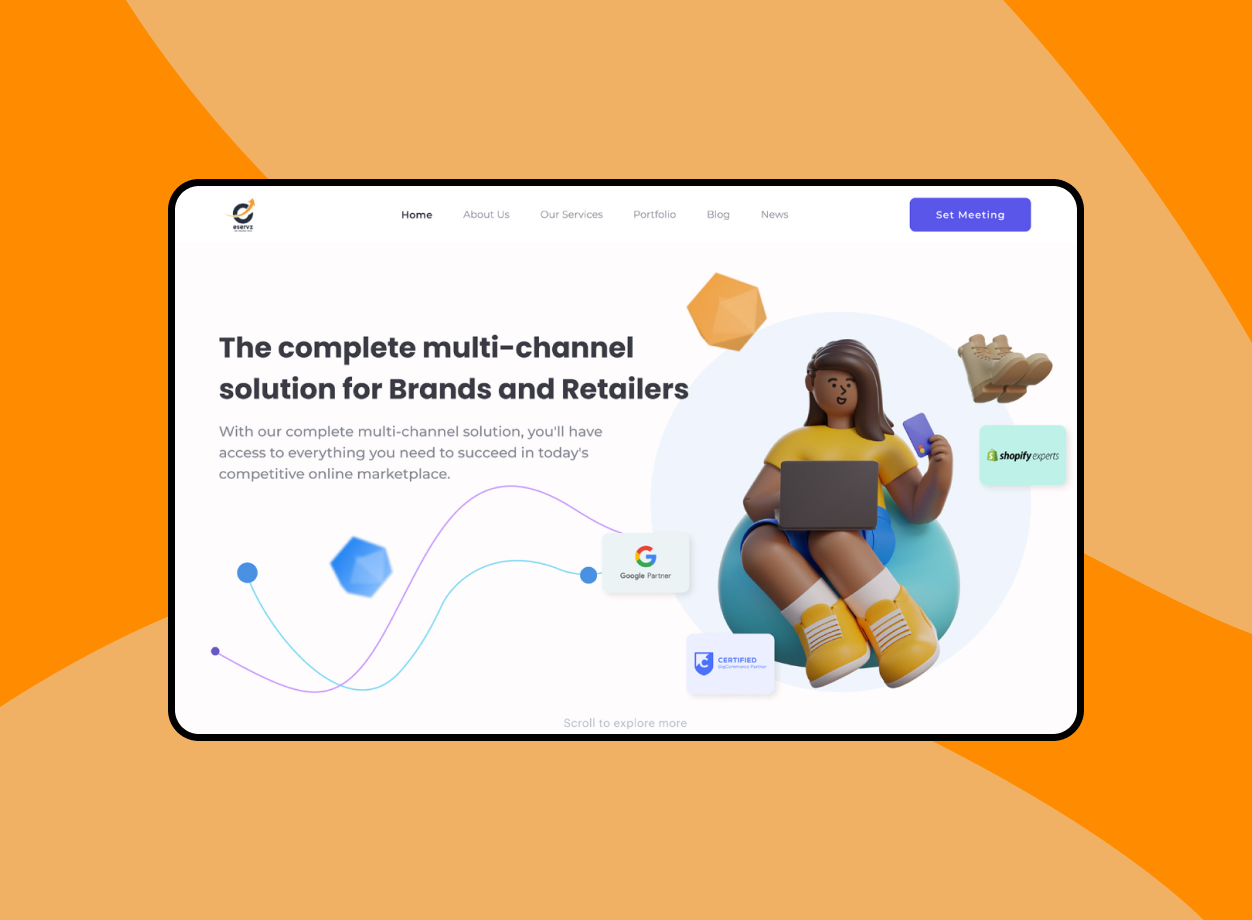 eservz
Home
About Us
Our Services
Portfolio
Blog
News
Set Meeting
The complete multi-channel
solution for Brands and Retailers
With our complete multi-channel solution, you'll have
access to everything you need to succeed in today's
competitive online marketplace.
shopify experts
Google Partner
CERTIFIED
BigCommerce Partner
Scroll to explore more